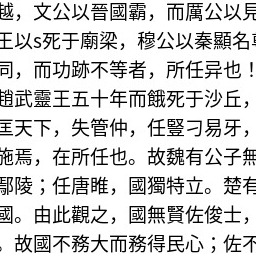 越，文公以晉國霸，而厲公以見
王以s死于廟梁，穆公以秦顯名
同，而功跡不等者，所任异也！
趙武靈王五十年而餓死于沙丘，
匡天下，失管仲，任豎刁易牙，
施焉，在所任也。故魏有公子無
鄢陵；任唐睢，國獨特立。楚有
國。由此觀之，國無賢佐俊士，
。故國不務大而務得民心；佐不